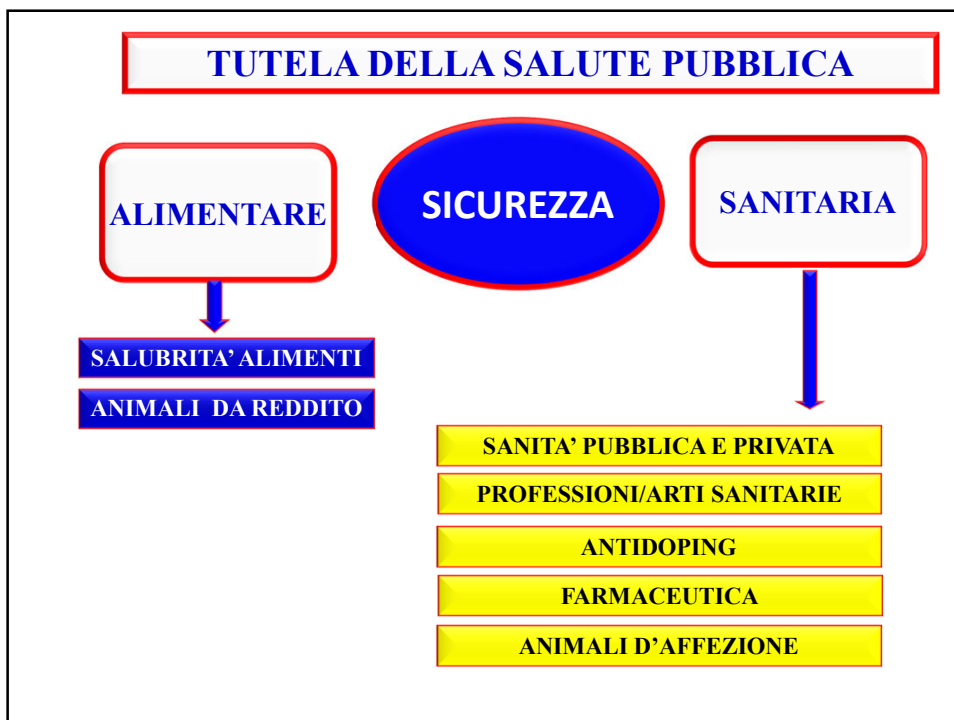 TUTELA DELLA SALUTE PUBBLICA
ALIMENTARE
SICUREZZA
SANITARIA
SALUBRITA’ ALIMENTI
ANIMALI DA REDDITO
SANITA’ PUBBLICA E PRIVATA
PROFESSIONI/ARTI SANITARIE
ANTIDOPING
FARMACEUTICA
ANIMALI D’AFFEZIONE